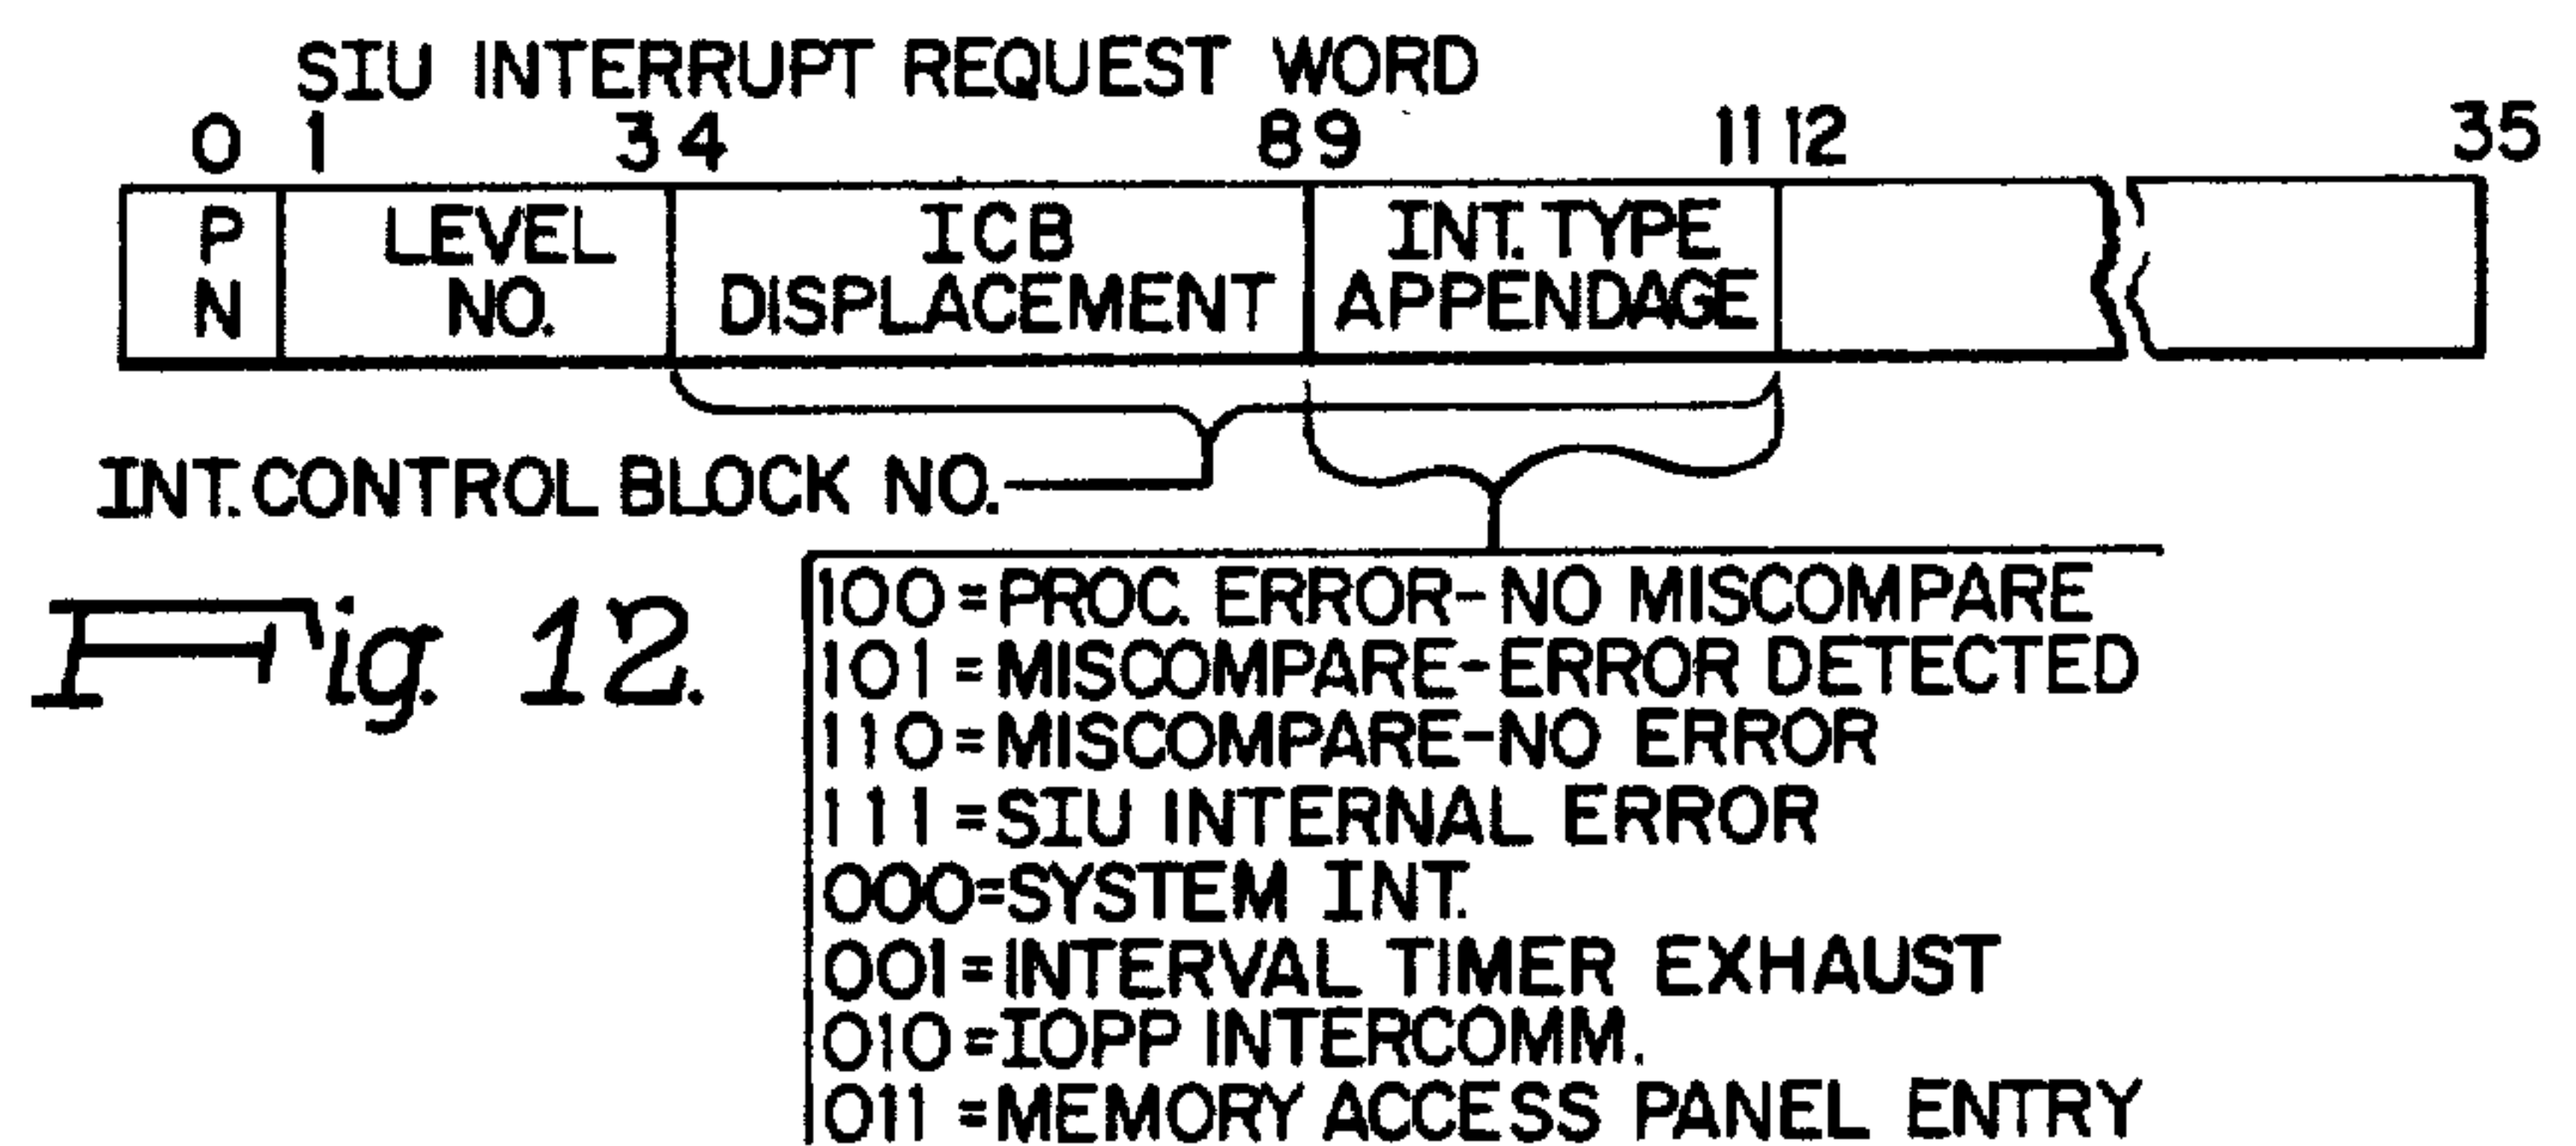 SIU INTERRUPT REQUEST WORD
0 1 3 4 8 9 11 12 35
P N
LEVEL NO.
ICB DISPLACEMENT
INT. TYPE APPENDAGE
INT. CONTROL BLOCK NO.
Fig. 12.
100=PROC. ERROR-NO MISCOMPARE
101=MISCOMPARE-ERROR DETECTED
110=MISCOMPARE-NO ERROR
111=SIU INTERNAL ERROR
000=SYSTEM INT.
001=INTERVAL TIMER EXHAUST
010=IOPP INTERCOMM.
011=MEMORY ACCESS PANEL ENTRY